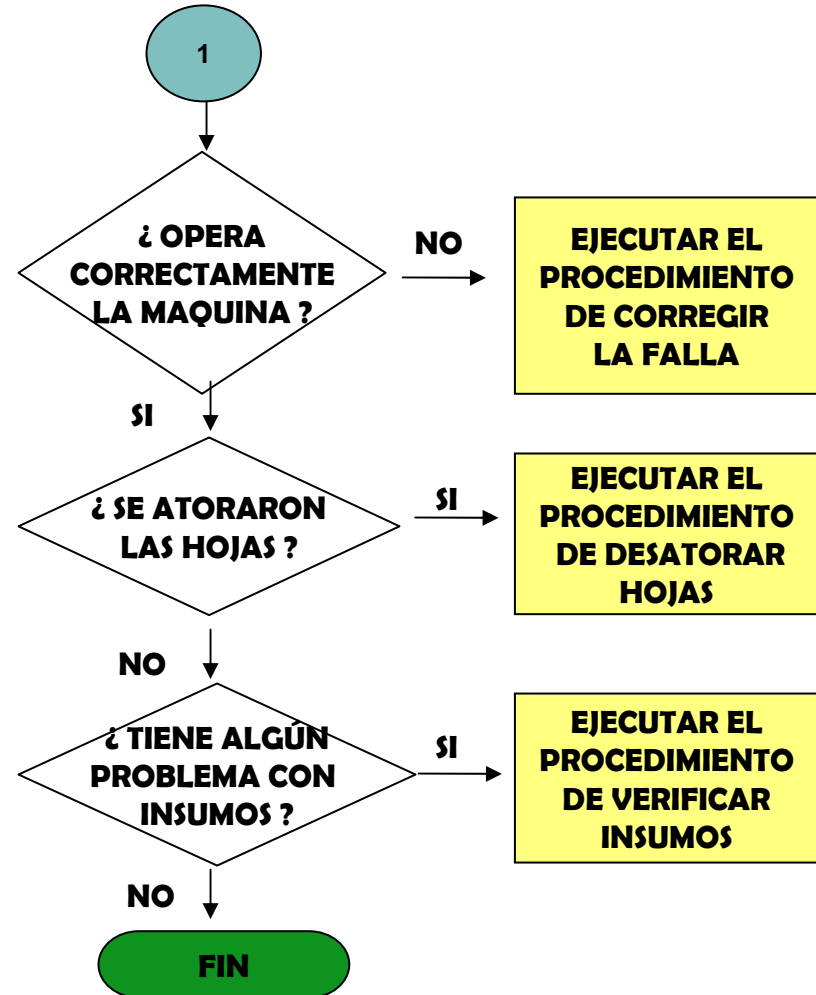 1
¿ OPERA
CORRECTAMENTE
LA MAQUINA ?
NO
EJECUTAR EL
PROCEDIMIENTO
DE CORREGIR
LA FALLA
SI
¿ SE ATORARON
LAS HOJAS ?
SI
EJECUTAR EL
PROCEDIMIENTO
DE DESATORAR
HOJAS
NO
¿ TIENE ALGÚN
PROBLEMA CON
INSUMOS ?
SI
EJECUTAR EL
PROCEDIMIENTO
DE VERIFICAR
INSUMOS
NO
FIN